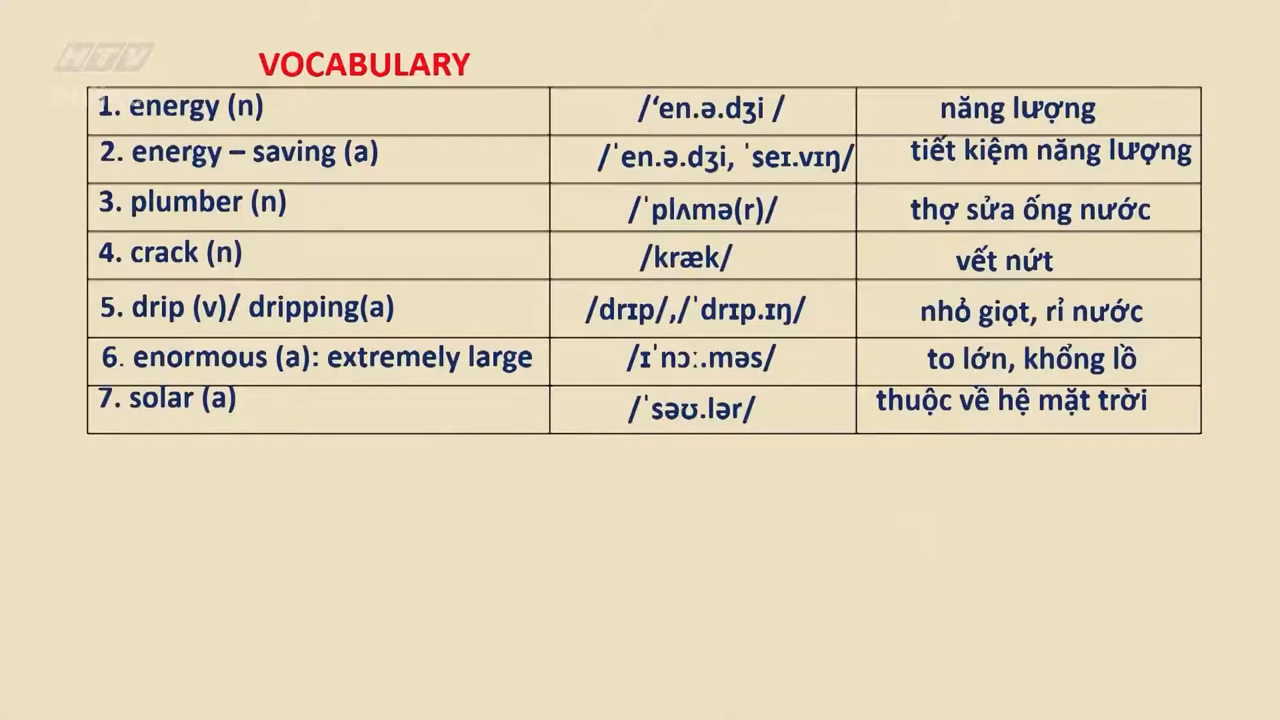 HTV
VOCABULARY
1. energy (n) /‘en.ə.dʒi / năng lượng
2. energy – saving (a) /ˈen.ə.dʒi, ˈseɪ.vɪŋ/ tiết kiệm năng lượng
3. plumber (n) /ˈplʌmə(r)/ thợ sửa ống nước
4. crack (n) /kræk/ vết nứt
5. drip (v)/ dripping(a) /drɪp/,/ˈdrɪp.ɪŋ/ nhỏ giọt, rỉ nước
6. enormous (a): extremely large /ɪˈnɔː.məs/ to lớn, khổng lồ
7. solar (a) /ˈsəʊ.lər/ thuộc về hệ mặt trời